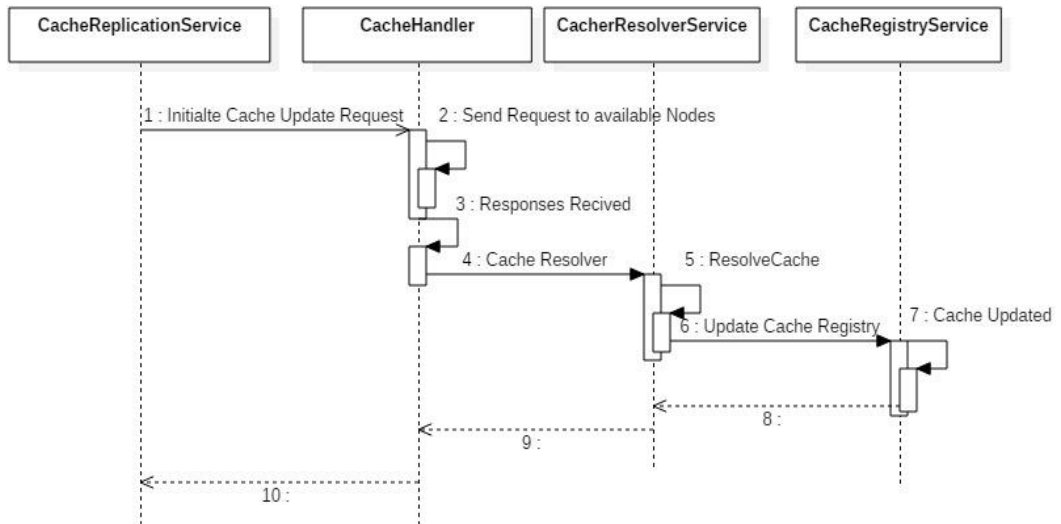 CacheReplicationService
CacheHandler
CacherResolverService
CacheRegistryService
1 : Initialte Cache Update Request
2 : Send Request to available Nodes
3 : Responses Recived
4 : Cache Resolver
5 : ResolveCache
6 : Update Cache Registry
7 : Cache Updated
8 :
9 :
10 :